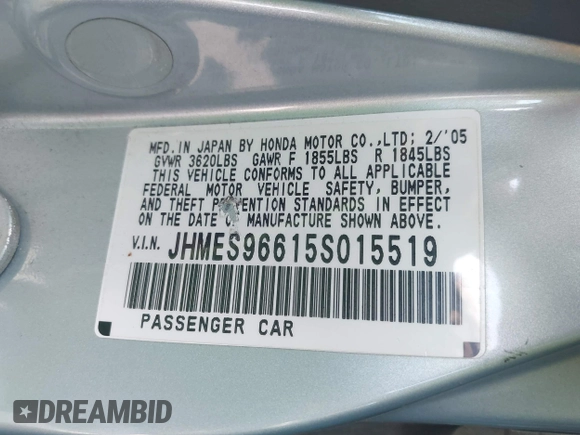 MFD.IN JAPAN BY HONDA MOTOR CO.,LTD; 2/'05
GVWR 3620LBS GAWR F 1855LBS R 1845LBS
THIS VEHICLE CONFORMS TO ALL APPLICABLE
FEDERAL MOTOR VEHICLE SAFETY, BUMPER,
AND THEFT PREVENTION STANDARDS IN EFFECT
ON THE DATE OF MANUFACTURE SHOWN ABOVE.
V.I.N. JHMES96615S015519
PASSENGER CAR
DREAMBID